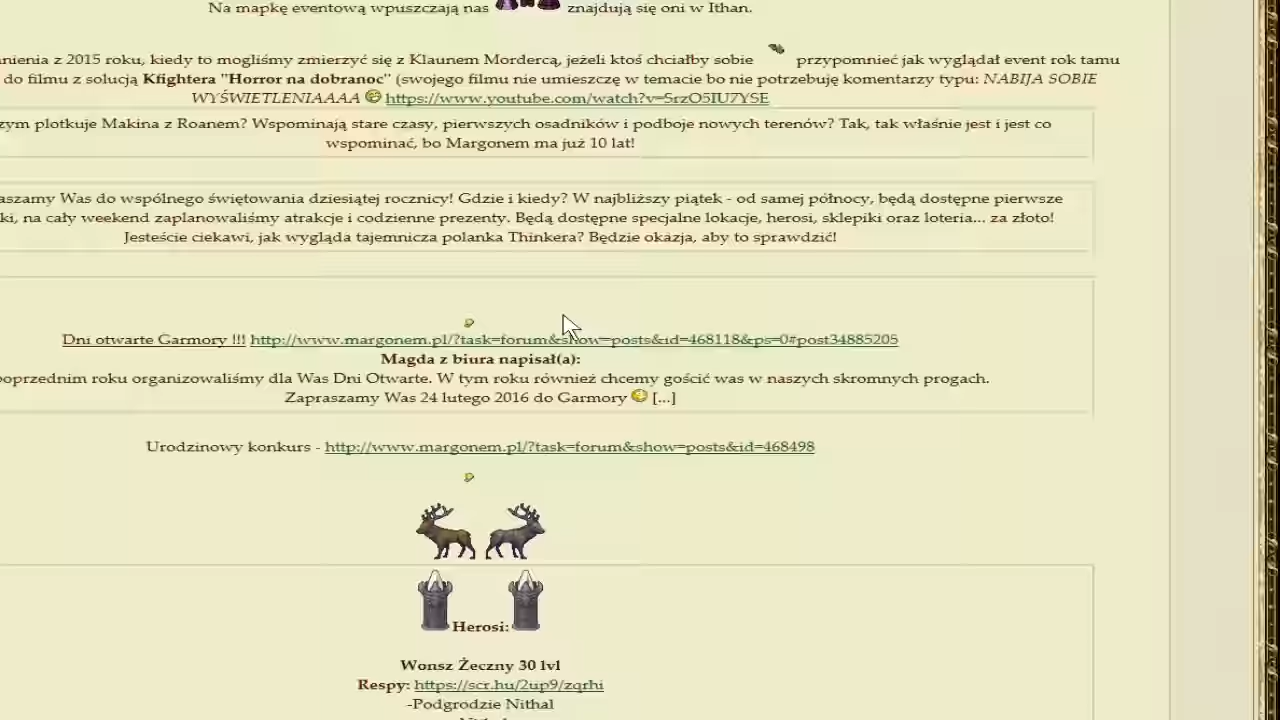 Na mapkę eventową wpuszczają nas znajdują się oni w Ithan.
nienia z 2015 roku, kiedy to mogliśmy zmierzyć się z Klaunem Mordercą, jeżeli ktoś chciałby sobie przypomnieć jak wyglądał event rok tamu
do filmu z solucją Kfightera "Horror na dobranoc" (swojego filmu nie umieszczę w temacie bo nie potrzebuję komentarzy typu: NABIJA SOBIE
WYŚWIETLENIAAAA https://www.youtube.com/watch?v=SrzO5IU7YSE
zym plotkuje Makina z Roanem? Wspominają stare czasy, pierwszych osadników i podboje nowych terenów? Tak, tak właśnie jest i jest co
wspominać, bo Margonem ma już 10 lat!
aszamy Was do wspólnego świętowania dziesiątej rocznicy! Gdzie i kiedy? W najbliższy piątek - od samej północy, będą dostępne pierwsze
ki, na cały weekend zaplanowaliśmy atrakcje i codzienne prezenty. Będą dostępne specjalne lokacje, herosi, sklepiki oraz loteria... za złoto!
Jesteście ciekawi, jak wygląda tajemnicza polanka Thinkera? Będzie okazja, aby to sprawdzić!
Dni otwarte Garmory !!! http://www.margonem.pl/?task=forum&show=posts&id=468118&ps=0#post34885205
Magda z biura napisał(a):
poprzednim roku organizowaliśmy dla Was Dni Otwarte. W tym roku również chcemy gościć was w naszych skromnych progach.
Zapraszamy Was 24 lutego 2016 do Garmory [...]
Urodzinowy konkurs - http://www.margonem.pl/?task=forum&show=posts&id=468498
Herosi:
Wonsz Żeczny 30 lvl
Respy: https://scr.hu/2up9/zqrhi
-Podgrodzie Nithal